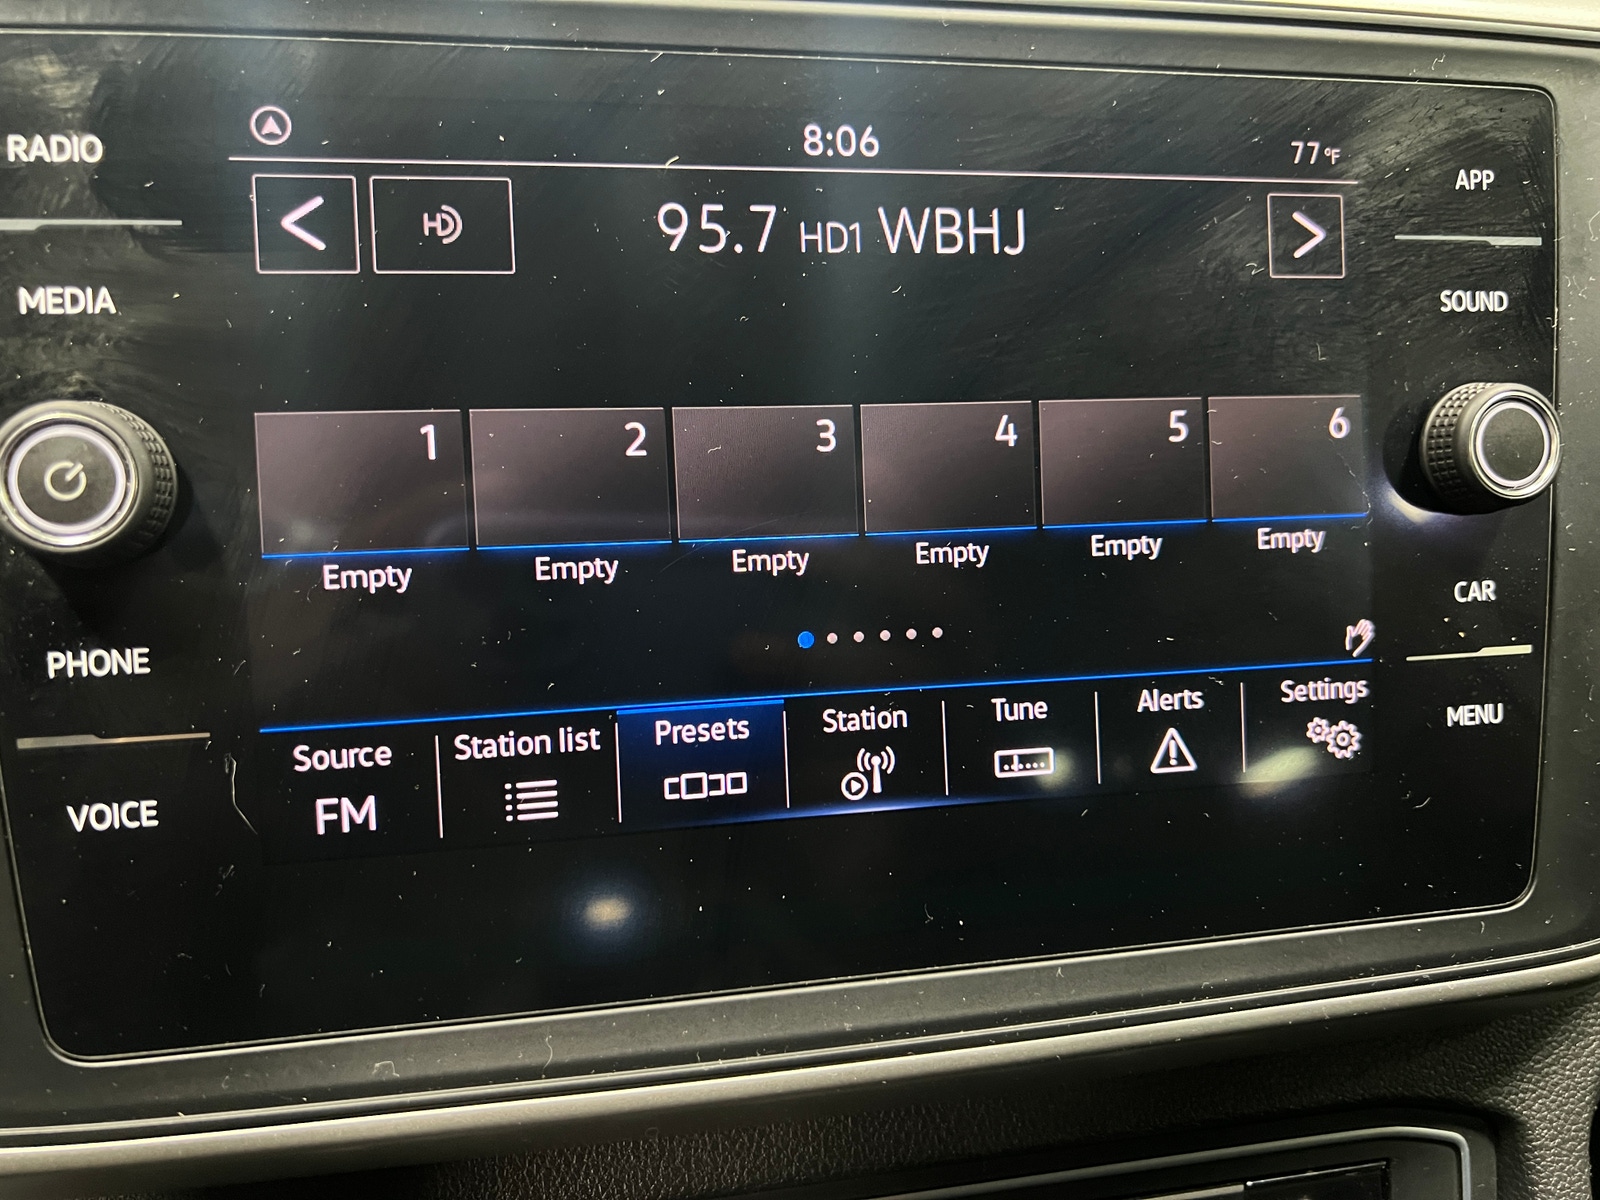 RADIO
8:06
77°F
APP
HD
95.7 HD1 WBHJ
MEDIA
SOUND
1
2
3
4
5
6
Empty
Empty
Empty
Empty
Empty
Empty
CAR
PHONE
MENU
Source
FM
Station list
Presets
Station
Tune
Alerts
Settings
VOICE